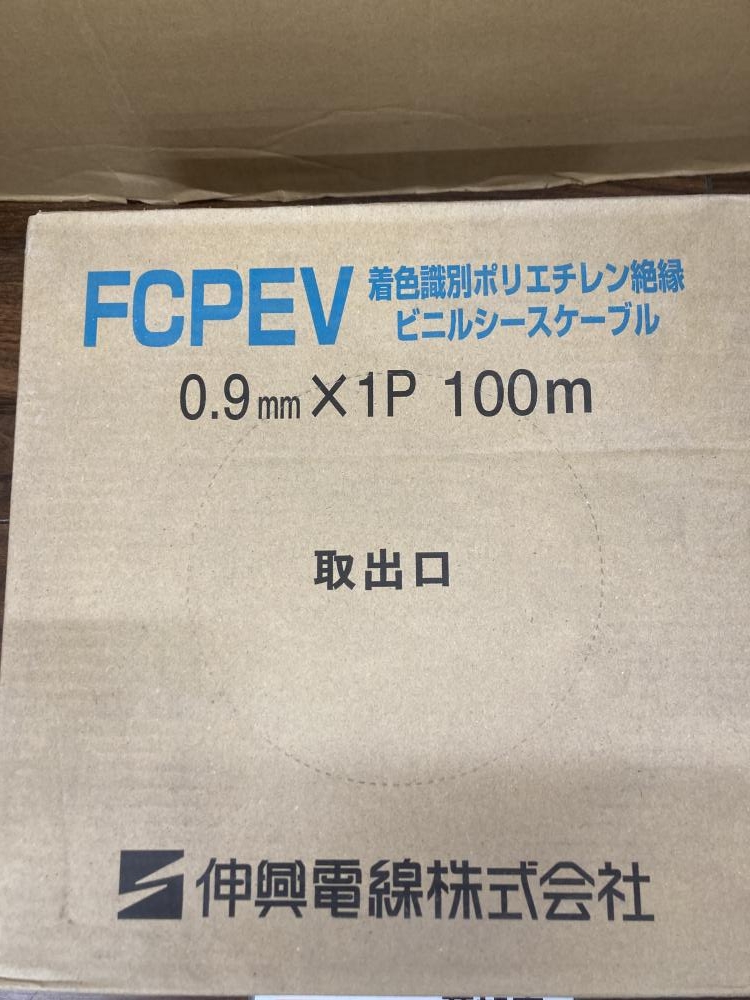 FCPEV 着色識別ポリエチレン絶縁
ビニルシースケーブル
0.9mm×1P 100m
取出口
伸興電線株式会社